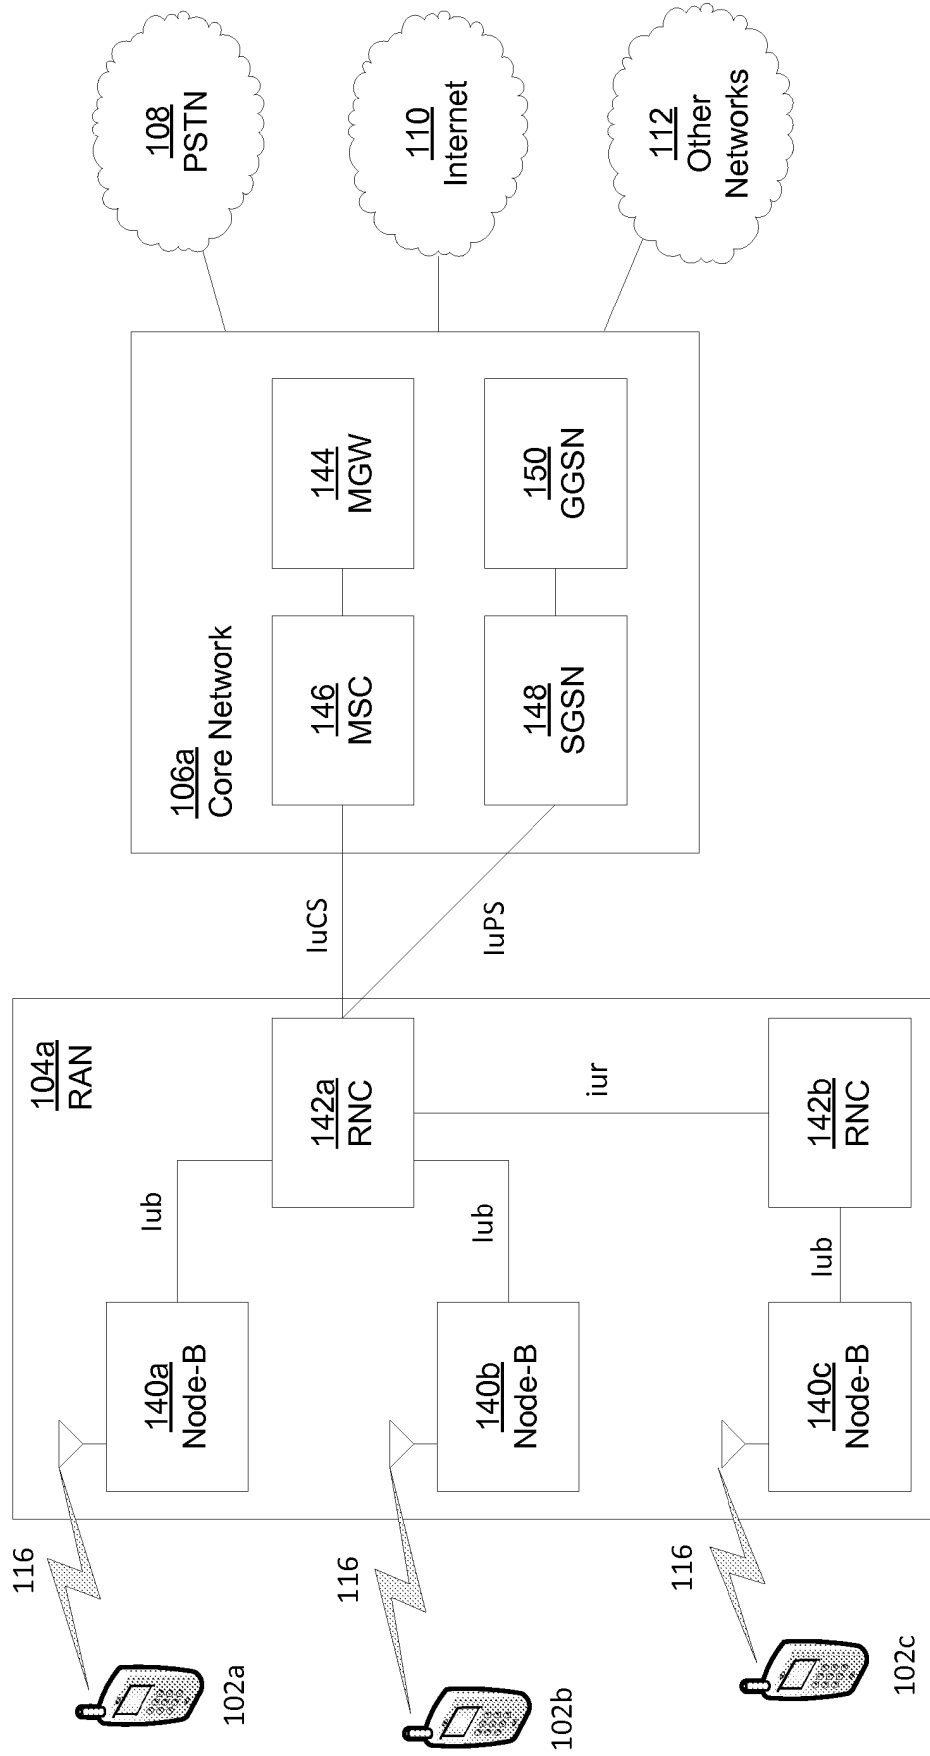 104a
RAN
116
102a
140a
Node-B
Iub
116
102b
140b
Node-B
Iub
142a
RNC
iur
116
102c
140c
Node-B
Iub
142b
RNC
IuCS
IuPS
106a
Core Network
146
MSC
144
MGW
148
SGSN
150
GGSN
108
PSTN
110
Internet
112
Other
Networks